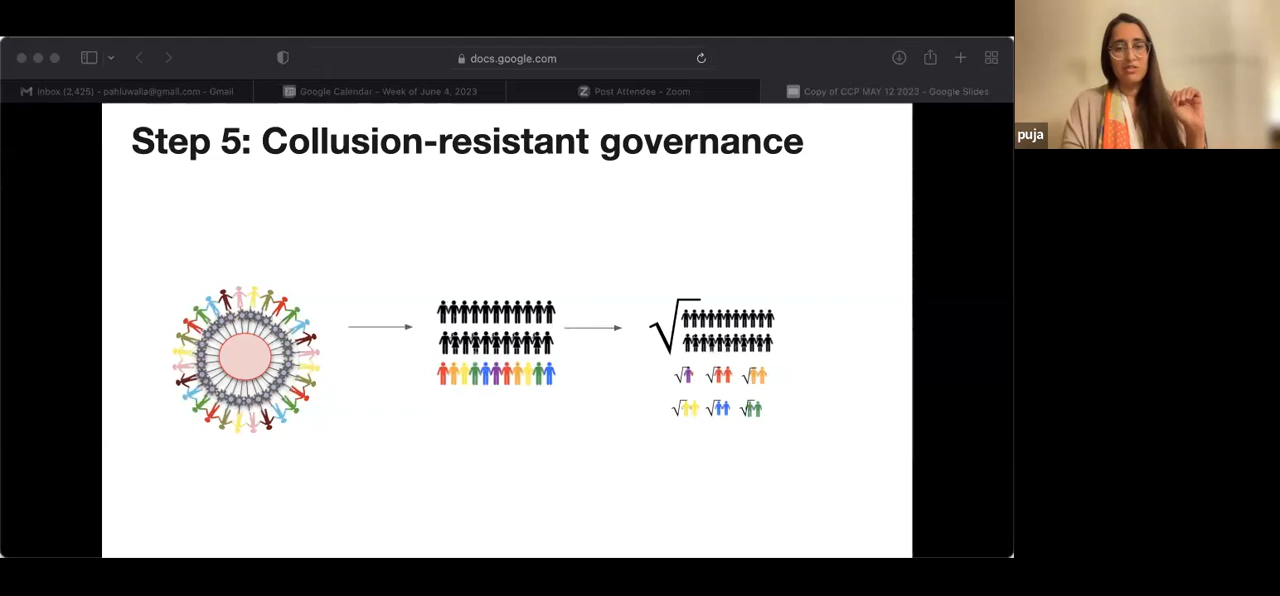 docs.google.com
Inbox (2,425) - pahluwalla@gmail.com - Gmail
Google Calendar - Week of June 4, 2023
Post Attendee - Zoom
Copy of CCP MAY 12 2023 - Google Slides
puja
Step 5: Collusion-resistant governance